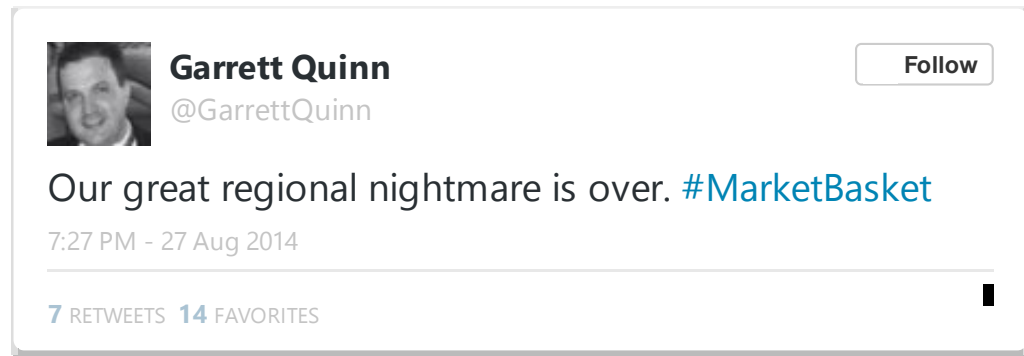 Garrett Quinn
Follow
@GarrettQuinn
Our great regional nightmare is over. #MarketBasket
7:27 PM - 27 Aug 2014
7 RETWEETS 14 FAVORITES